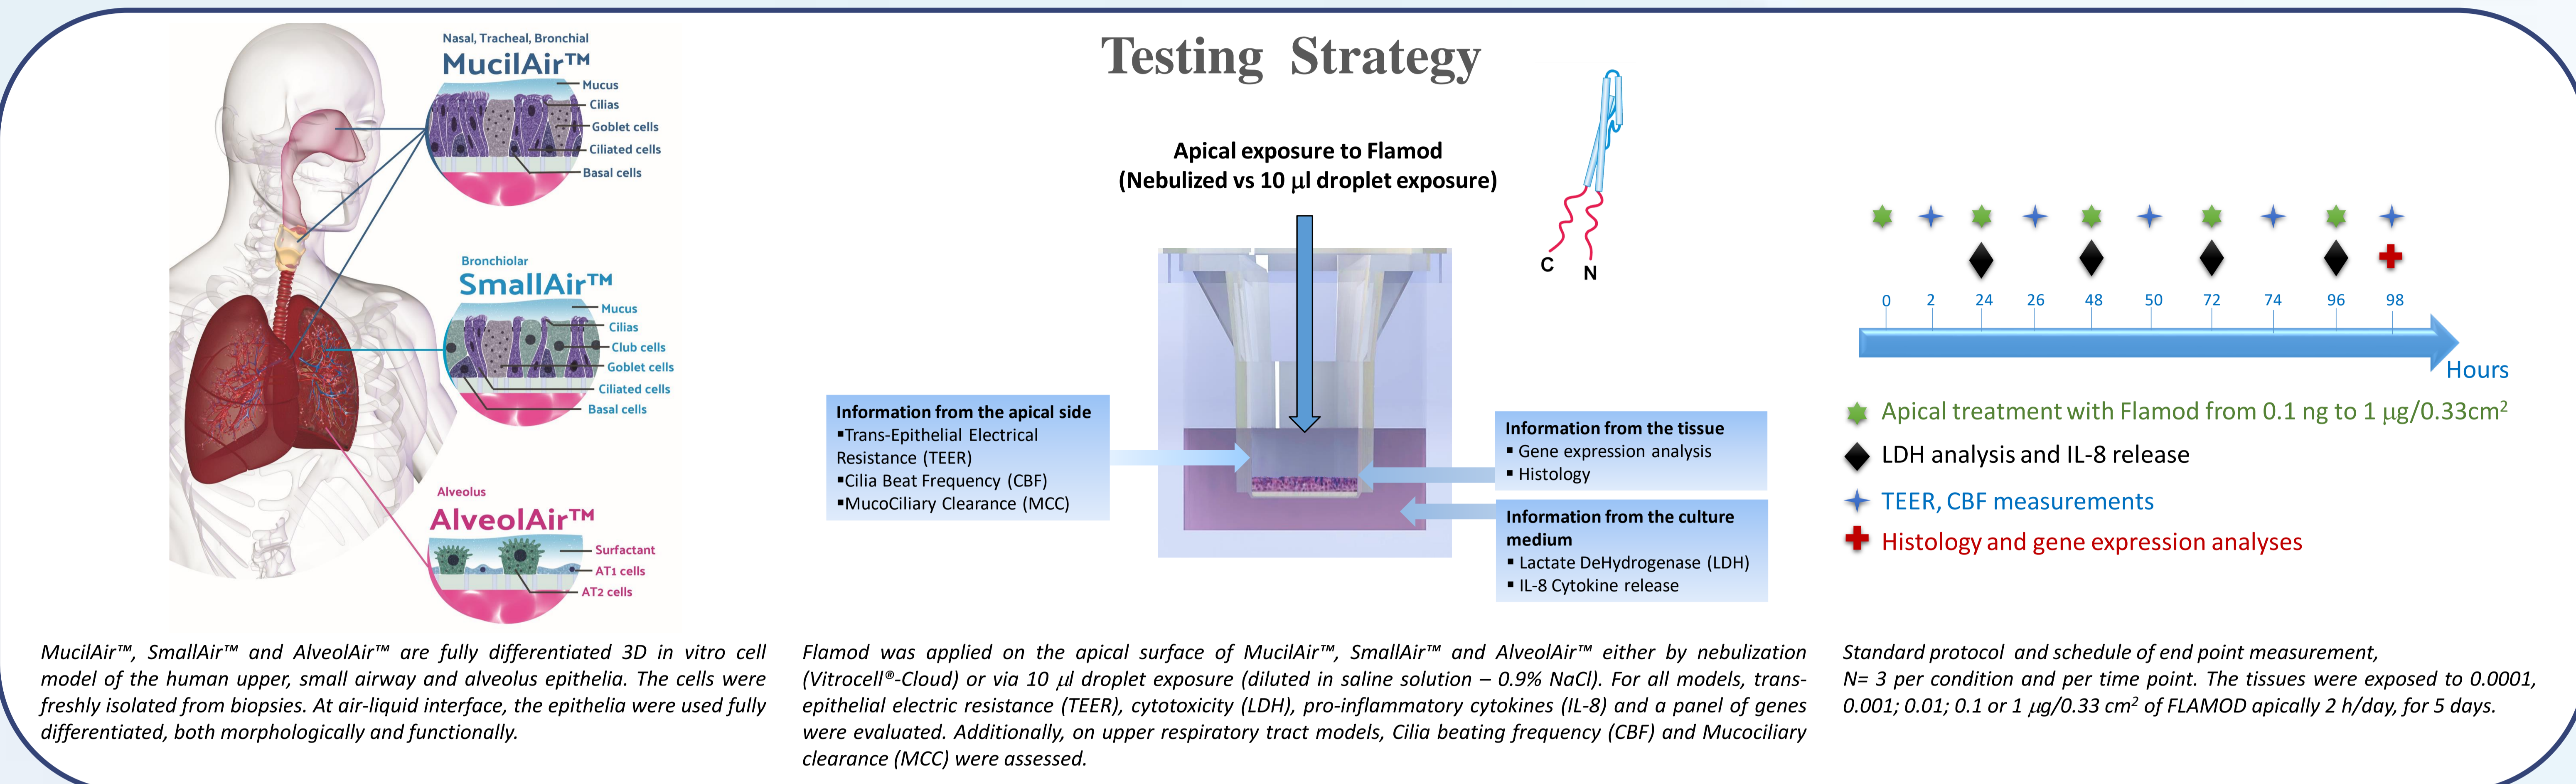 Testing Strategy
Nasal, Tracheal, Bronchial
MucilAir™
Mucus
Cilias
Goblet cells
Ciliated cells
Basal cells
Bronchiolar
SmallAir™
Mucus
Cilias
Club cells
Goblet cells
Ciliated cells
Basal cells
Alveolus
AlveolAir™
Surfactant
AT1 cells
AT2 cells
MucilAir™, SmallAir™ and AlveolAir™ are fully differentiated 3D in vitro cell
model of the human upper, small airway and alveolus epithelia. The cells were
freshly isolated from biopsies. At air-liquid interface, the epithelia were used fully
differentiated, both morphologically and functionally.
Apical exposure to Flamod
(Nebulized vs 10 µl droplet exposure)
C
N
Information from the apical side
▪Trans-Epithelial Electrical
Resistance (TEER)
▪Cilia Beat Frequency (CBF)
▪MucoCiliary Clearance (MCC)
Information from the tissue
▪ Gene expression analysis
▪ Histology
Information from the culture
medium
▪ Lactate DeHydrogenase (LDH)
▪ IL-8 Cytokine release
Flamod was applied on the apical surface of MucilAir™, SmallAir™ and AlveolAir™ either by nebulization
(Vitrocell®-Cloud) or via 10 µl droplet exposure (diluted in saline solution – 0.9% NaCl). For all models, trans-
epithelial electric resistance (TEER), cytotoxicity (LDH), pro-inflammatory cytokines (IL-8) and a panel of genes
were evaluated. Additionally, on upper respiratory tract models, Cilia beating frequency (CBF) and Mucociliary
clearance (MCC) were assessed.
0 2 24 26 48 50 72 74 96 98
Hours
Apical treatment with Flamod from 0.1 ng to 1 µg/0.33cm²
LDH analysis and IL-8 release
TEER, CBF measurements
Histology and gene expression analyses
Standard protocol and schedule of end point measurement,
N= 3 per condition and per time point. The tissues were exposed to 0.0001,
0.001; 0.01; 0.1 or 1 µg/0.33 cm² of FLAMOD apically 2 h/day, for 5 days.